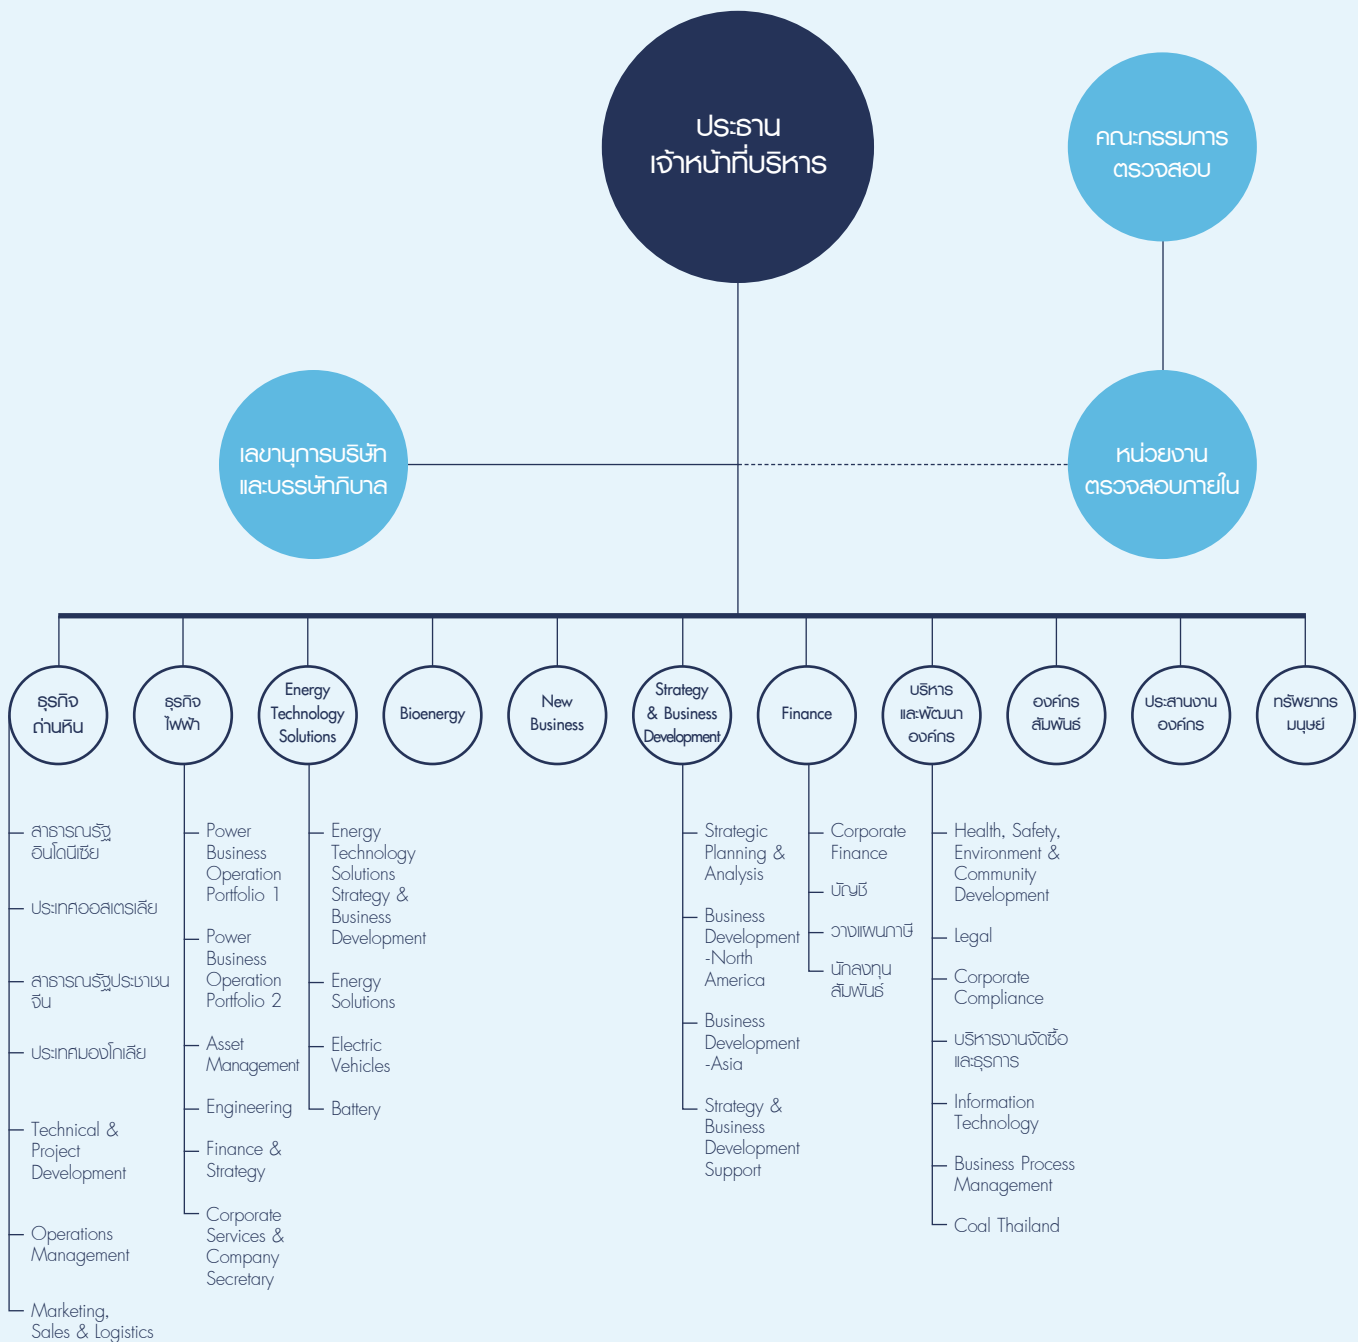 ประธาน
เจ้าหน้าที่บริหาร
คณะกรรมการ
ตรวจสอบ
เลขานุการบริษัท
และบรรษัทภิบาล
หน่วยงาน
ตรวจสอบภายใน
ธุรกิจ
ถ่านหิน
ธุรกิจ
ไฟฟ้า
Energy
Technology
Solutions
Bioenergy
New
Business
Strategy
& Business
Development
Finance
บริหาร
และพัฒนา
องค์กร
องค์กร
สัมพันธ์
ประสานงาน
องค์กร
ทรัพยากร
มนุษย์
สาธารณรัฐ
อินโดนีเซีย
ประเทศออสเตรเลีย
สาธารณรัฐประชาชน
จีน
ประเทศมองโกเลีย
Technical &
Project
Development
Operations
Management
Marketing,
Sales & Logistics
Power
Business
Operation
Portfolio 1
Power
Business
Operation
Portfolio 2
Asset
Management
Engineering
Finance &
Strategy
Corporate
Services &
Company
Secretary
Energy
Technology
Solutions
Strategy &
Business
Development
Energy
Solutions
Electric
Vehicles
Battery
Strategic
Planning &
Analysis
Business
Development
-North
America
Business
Development
-Asia
Strategy &
Business
Development
Support
Corporate
Finance
บัญชี
วางแผนภาษี
นักลงทุน
สัมพันธ์
Health, Safety,
Environment &
Community
Development
Legal
Corporate
Compliance
บริหารงานจัดซื้อ
และธุรการ
Information
Technology
Business Process
Management
Coal Thailand